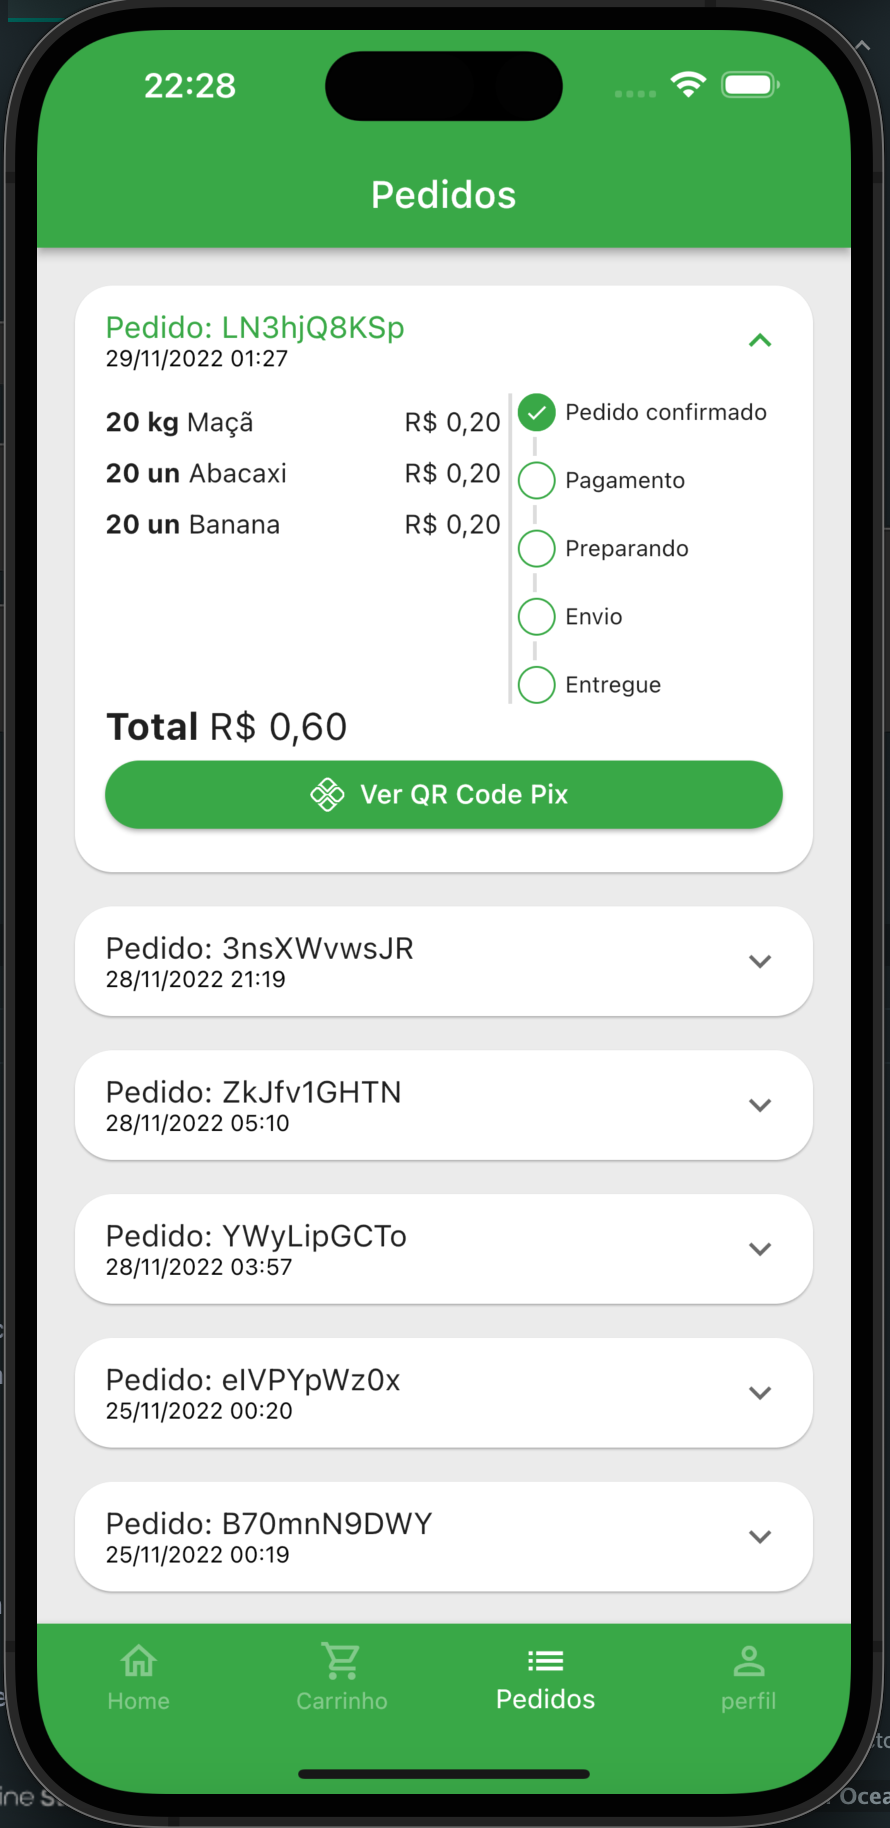 22:28
Pedidos
Pedido: LN3hjQ8KSp
29/11/2022 01:27
20 kg Maçã R$ 0,20
20 un Abacaxi R$ 0,20
20 un Banana R$ 0,20
Pedido confirmado
Pagamento
Preparando
Envio
Entregue
Total R$ 0,60
Ver QR Code Pix
Pedido: 3nsXWvwsJR
28/11/2022 21:19
Pedido: ZkJfv1GHTN
28/11/2022 05:10
Pedido: YWyLipGCTo
28/11/2022 03:57
Pedido: eIVPYpWz0x
25/11/2022 00:20
Pedido: B70mnN9DWY
25/11/2022 00:19
Home
Carrinho
Pedidos
perfil